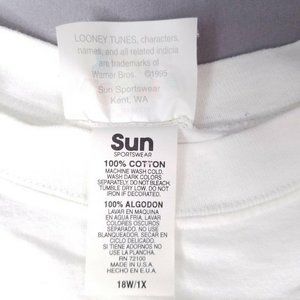 LOONEY TUNES, characters,
names, and all related indicia
are trademarks of
Warner Bros. ©1995
Sun Sportswear
Kent, WA
Sun
SPORTSWEAR
100% COTTON
MACHINE WASH COLD.
WASH DARK COLORS
SEPARATELY. DO NOT BLEACH.
TUMBLE DRY LOW. DO NOT
IRON IF DECORATED.
100% ALGODON
LAVAR EN MAQUINA
EN AGUA FRIA. LAVAR
COLORES OSCUROS
SEPARADO. NO USE
BLANQUEADOR. SECAR EN
CICLO DELICADO.
SI TIENE ADORNOS NO
USE LA PLANCHA.
RN 72100
MADE IN U.S.A.
HECHO EN E.U.A.
18W/1X